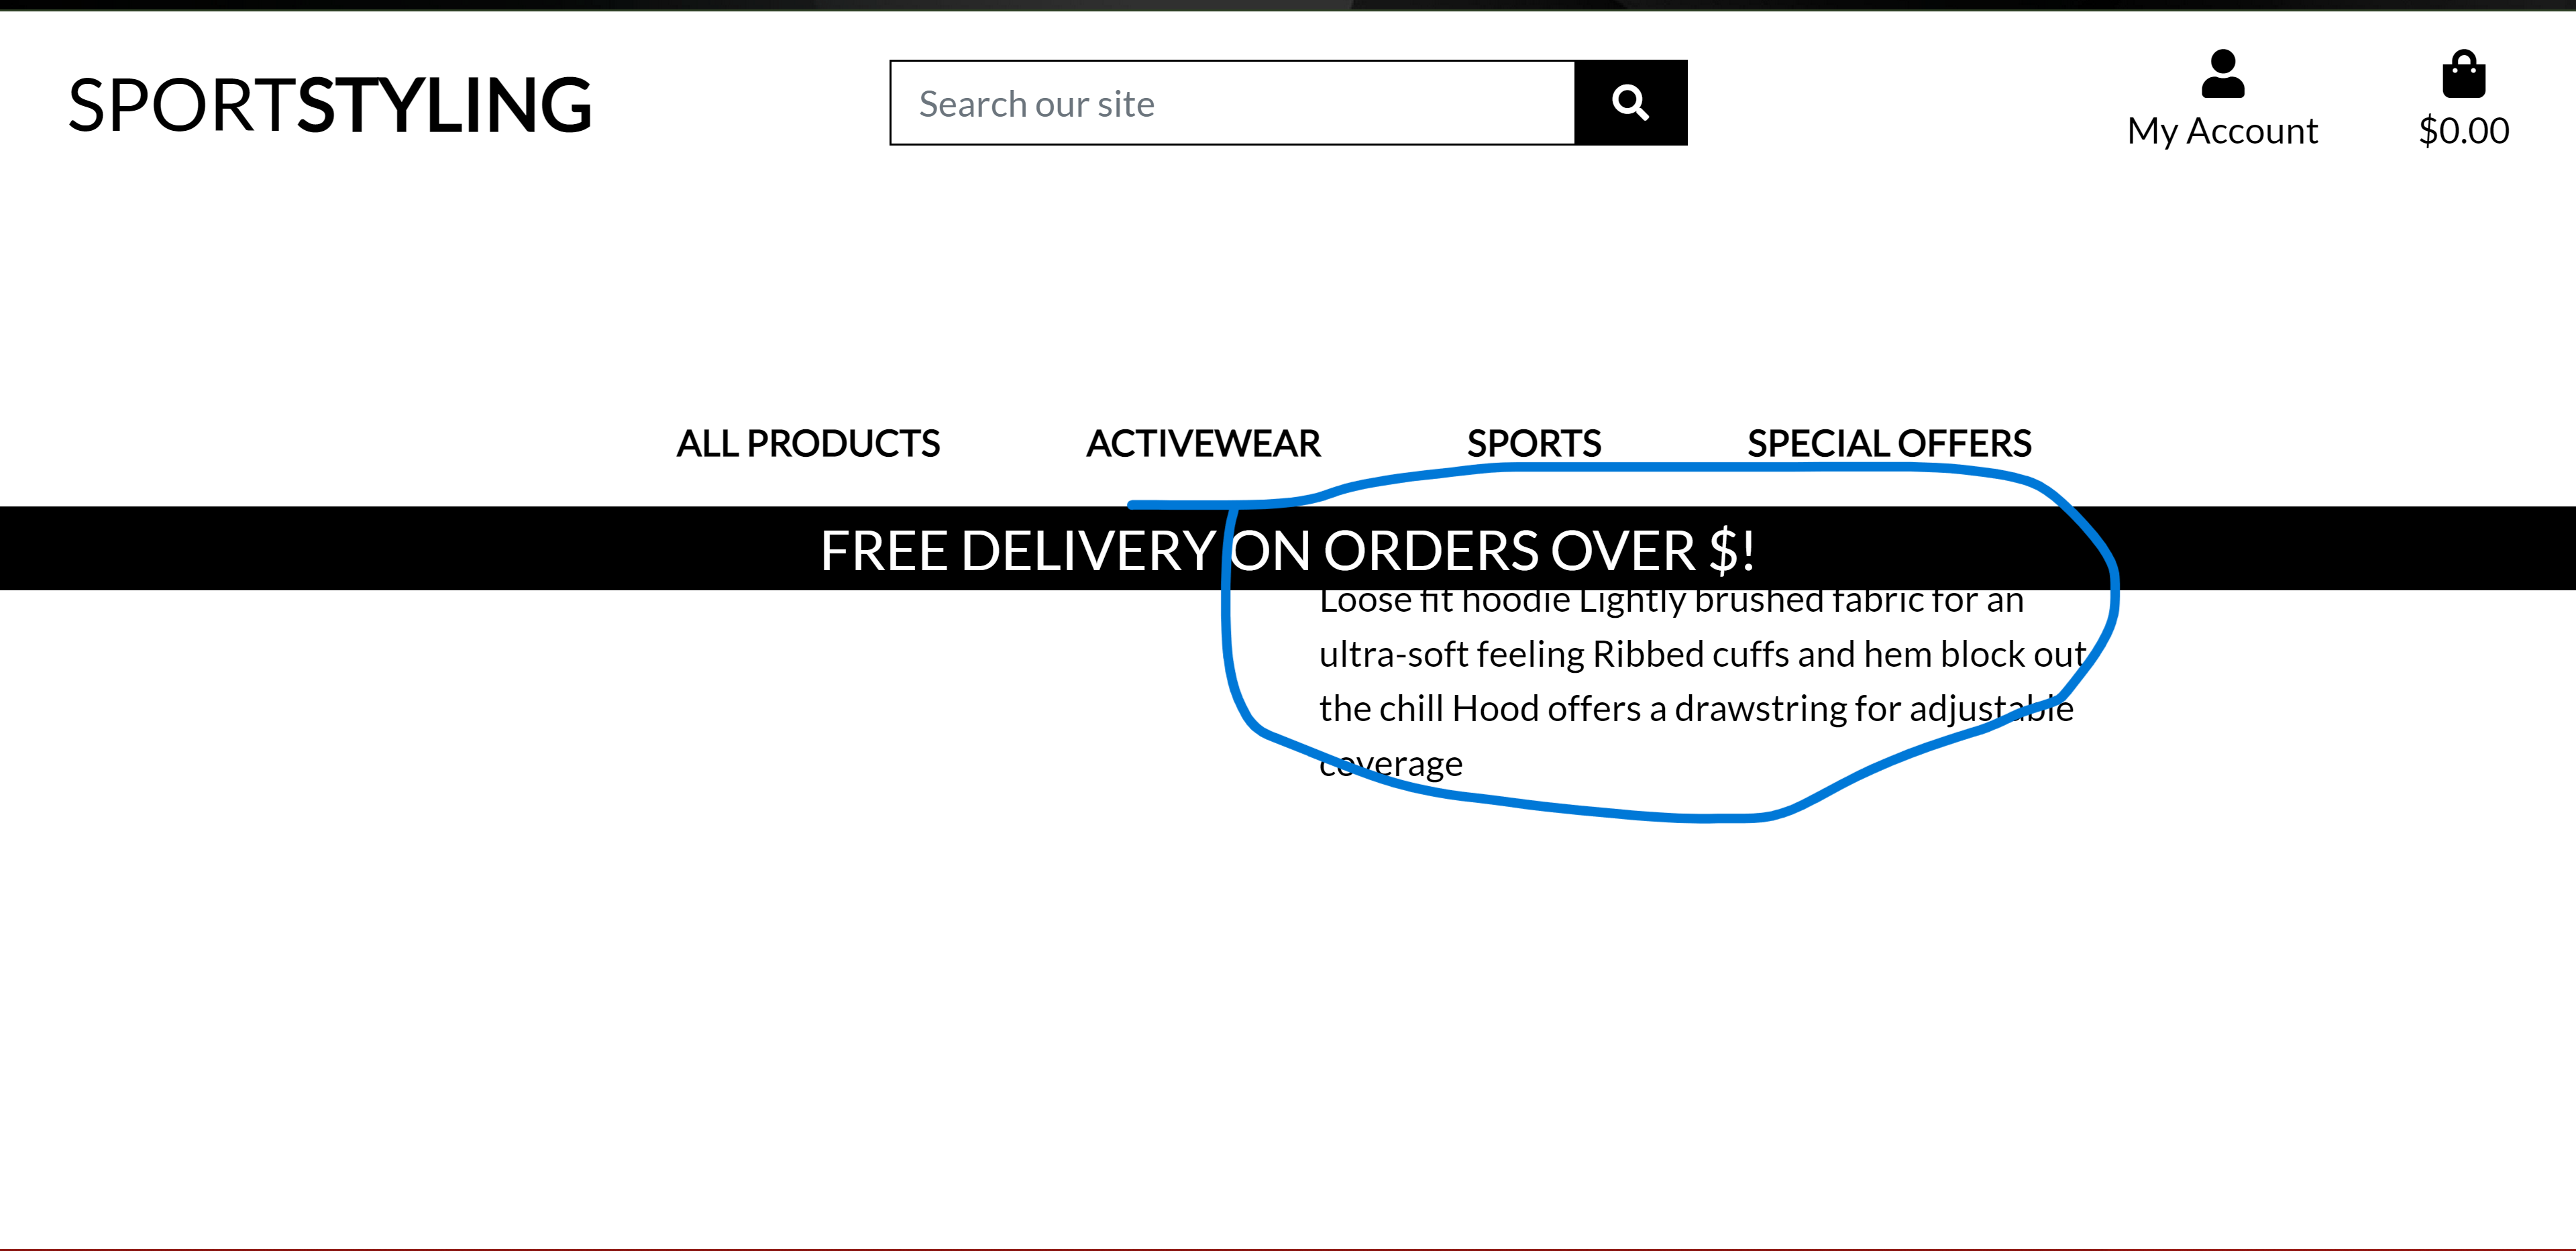 SPORTSTYLING
Search our site
My Account
$0.00
ALL PRODUCTS ACTIVEWEAR SPORTS SPECIAL OFFERS
FREE DELIVERY ON ORDERS OVER $!
Loose fit hoodie Lightly brushed fabric for an
ultra-soft feeling Ribbed cuffs and hem block out
the chill Hood offers a drawstring for adjustable
coverage